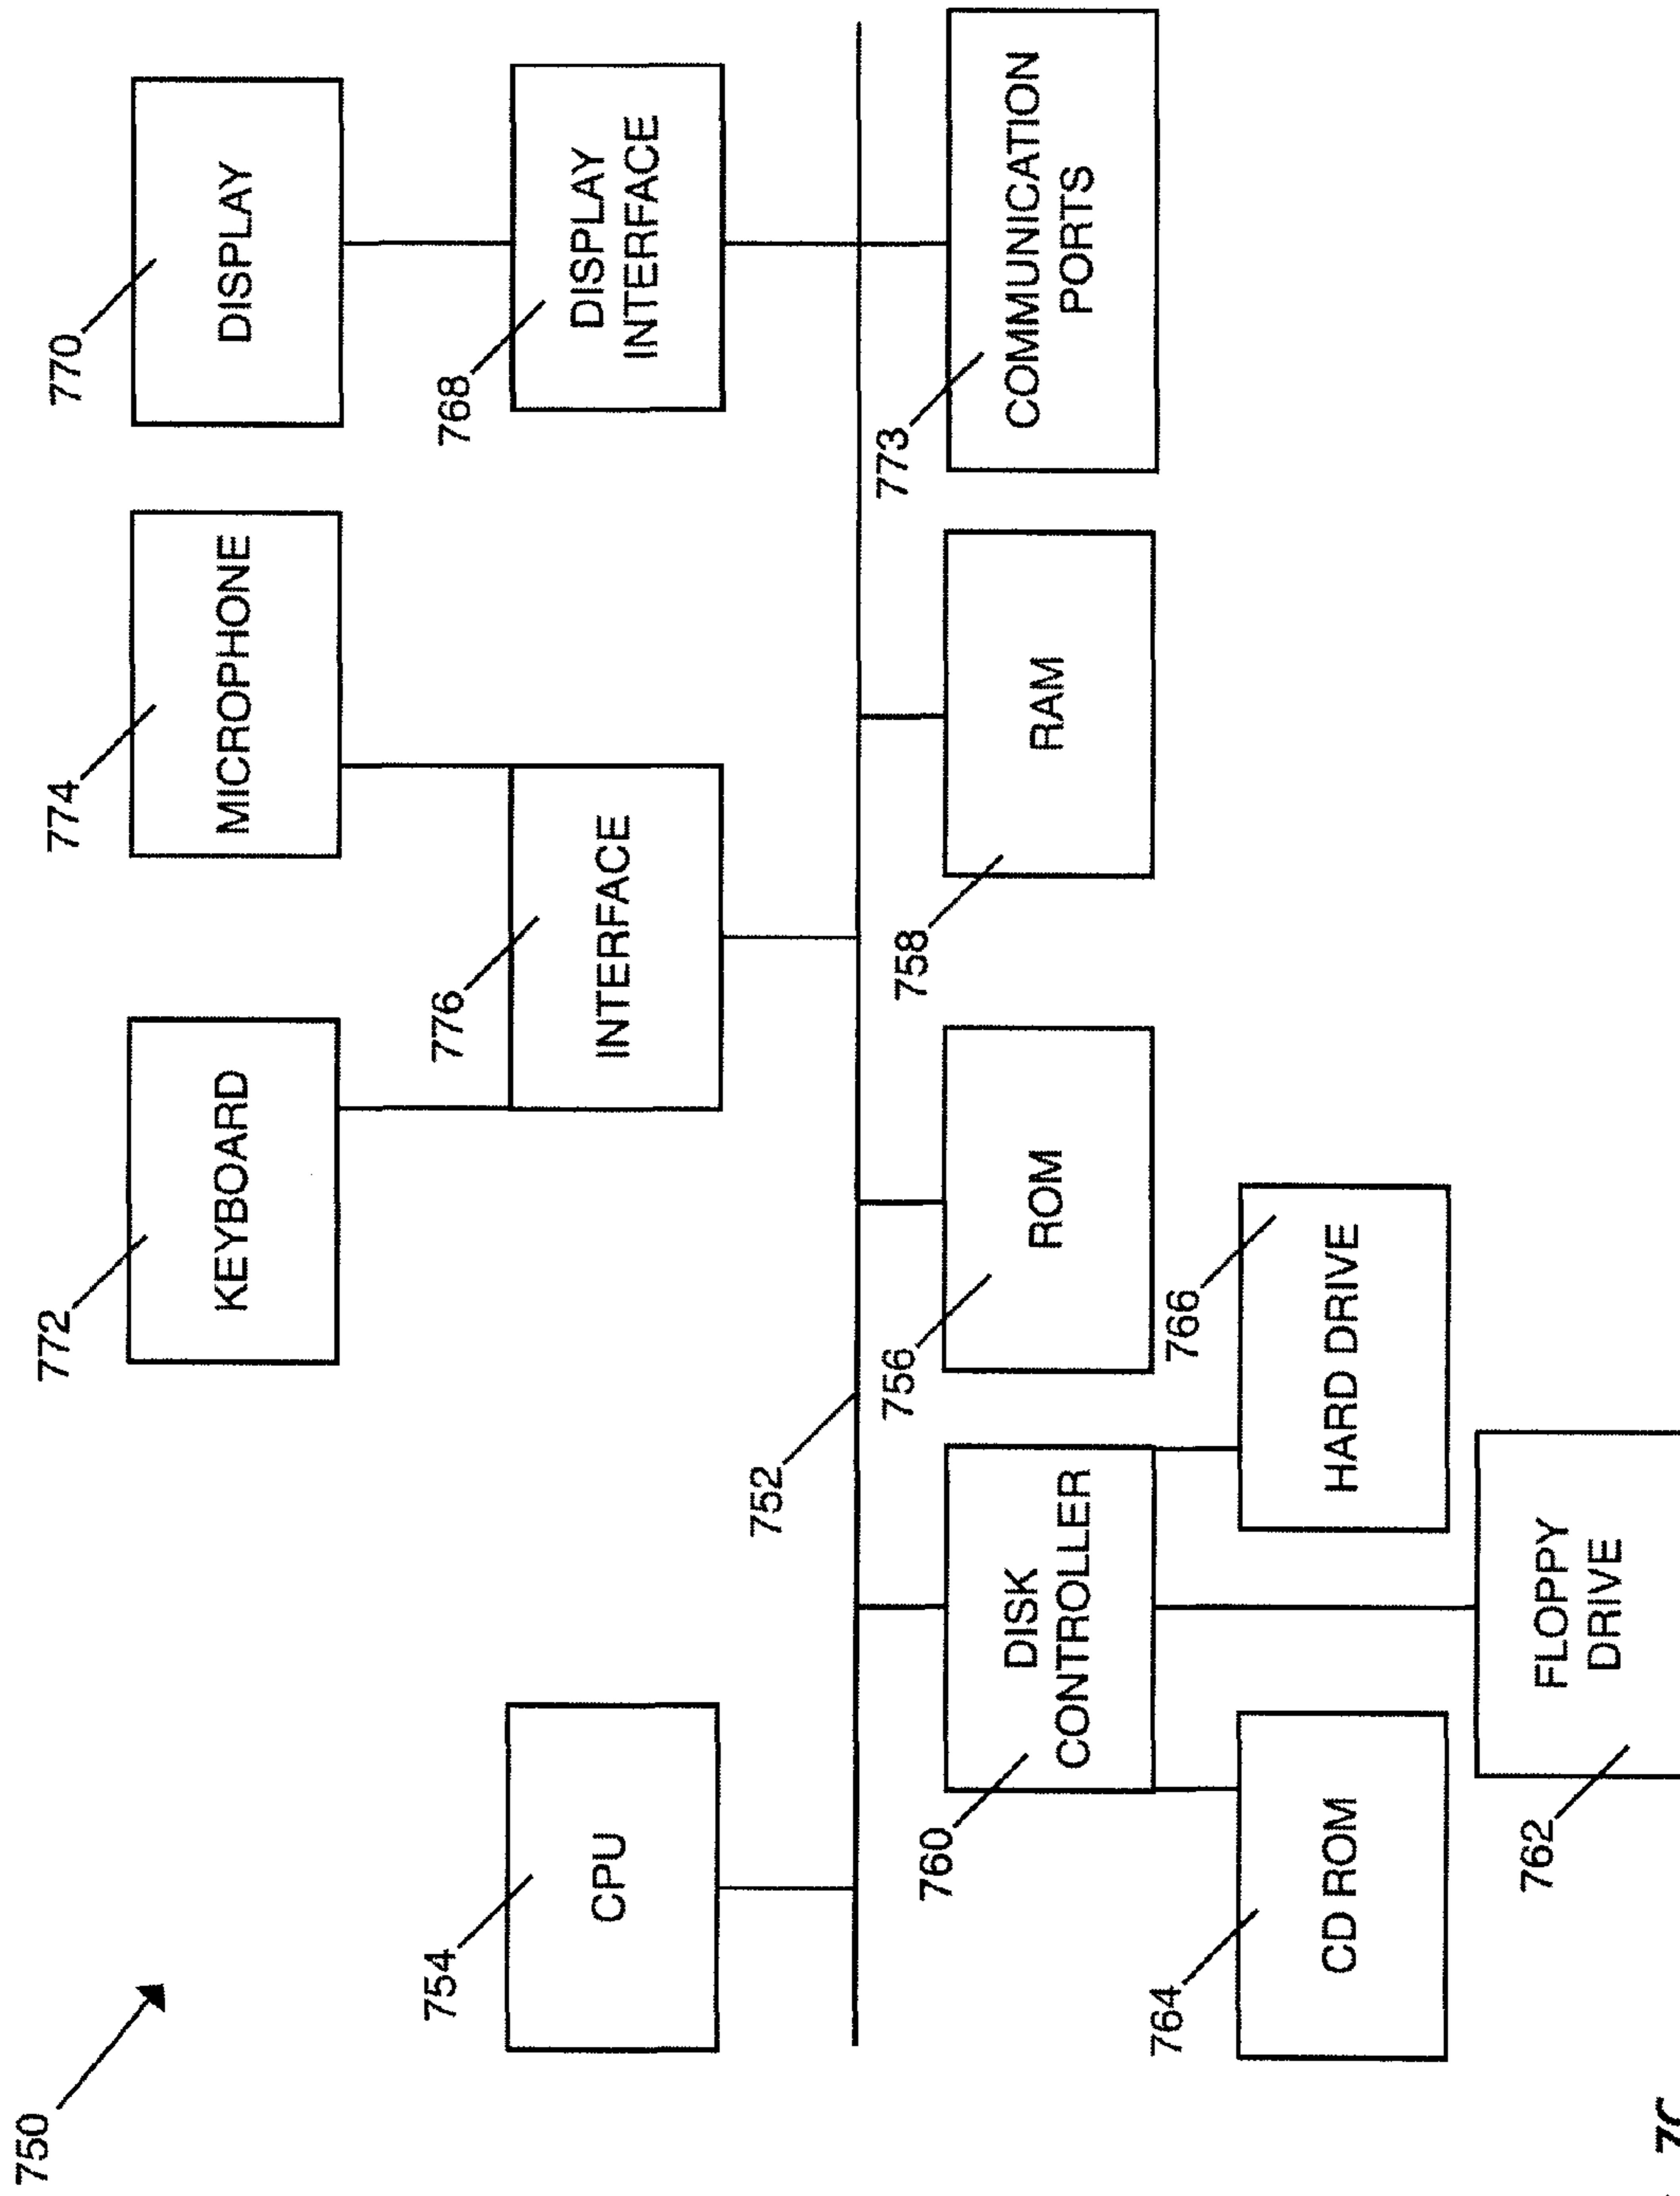 750
772
774
770
KEYBOARD
MICROPHONE
DISPLAY
754
776
768
CPU
INTERFACE
DISPLAY
INTERFACE
752
760
756
758
773
DISK
CONTROLLER
ROM
RAM
COMMUNICATION
PORTS
764
766
CD ROM
HARD DRIVE
762
FLOPPY
DRIVE